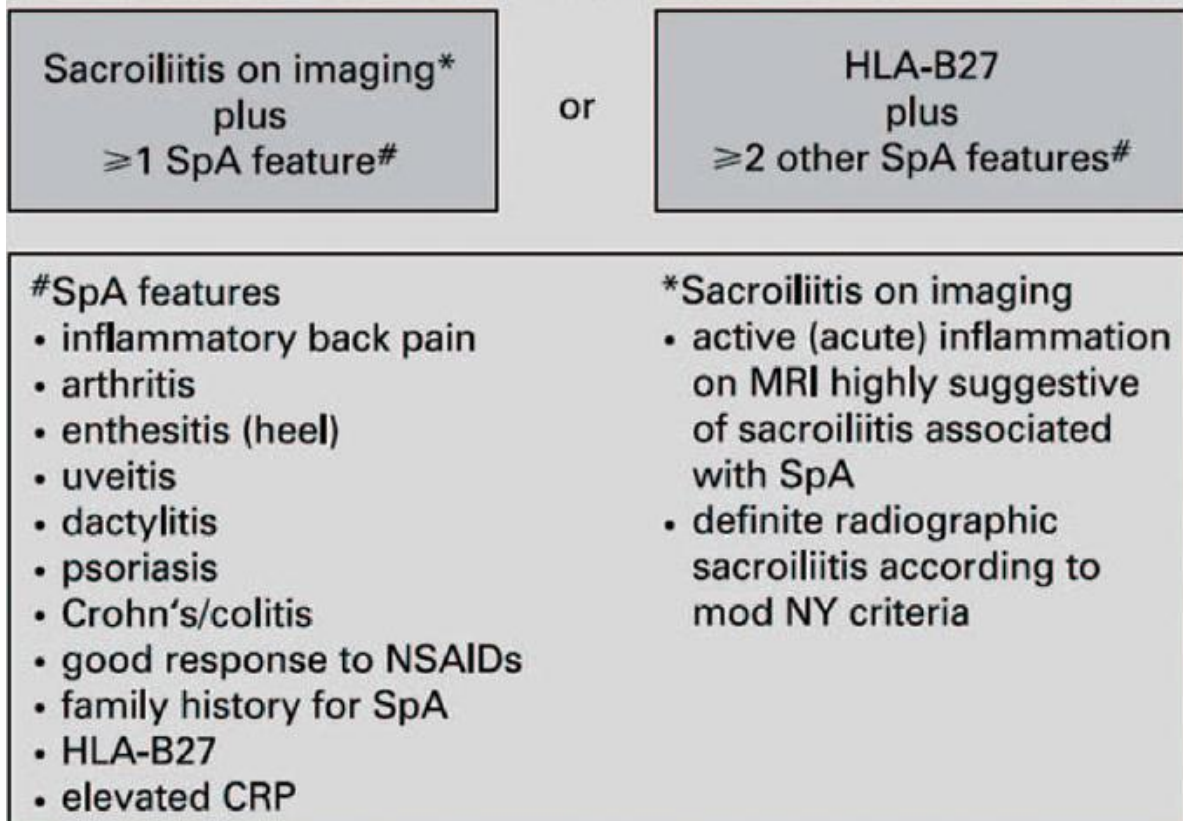 Sacroiliitis on imaging*
plus
⩾1 SpA feature#
or
HLA-B27
plus
⩾2 other SpA features#
#SpA features
• inflammatory back pain
• arthritis
• enthesitis (heel)
• uveitis
• dactylitis
• psoriasis
• Crohn‘s/colitis
• good response to NSAIDs
• family history for SpA
• HLA-B27
• elevated CRP
*Sacroiliitis on imaging
• active (acute) inflammation
on MRI highly suggestive
of sacroiliitis associated
with SpA
• definite radiographic
sacroiliitis according to
mod NY criteria